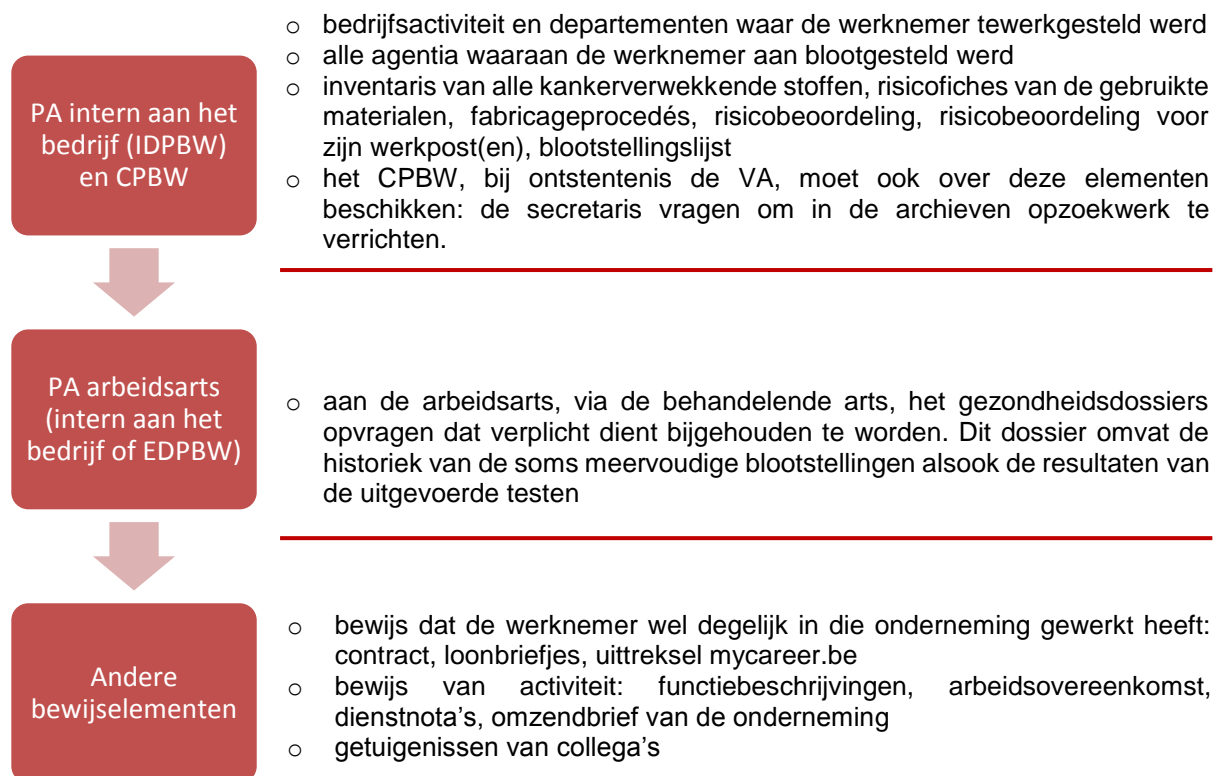 PA intern aan het
bedrijf (IDPBW)
en CPBW
o bedrijfsactiviteit en departementen waar de werknemer tewerkgesteld werd
o alle agentia waaraan de werknemer aan blootgesteld werd
o inventaris van alle kankerverwekkende stoffen, risicofiches van de gebruikte
materialen, fabricageprocedés, risicobeoordeling, risicobeoordeling voor
zijn werkpost(en), blootstellingslijst
o het CPBW, bij ontstentenis de VA, moet ook over deze elementen
beschikken: de secretaris vragen om in de archieven opzoekwerk te
verrichten.
PA arbeidsarts
(intern aan het
bedrijf of EDPBW)
o aan de arbeidsarts, via de behandelende arts, het gezondheidsdossiers
opvragen dat verplicht dient bijgehouden te worden. Dit dossier omvat de
historiek van de soms meervoudige blootstellingen alsook de resultaten van
de uitgevoerde testen
Andere
bewijselementen
o bewijs dat de werknemer wel degelijk in die onderneming gewerkt heeft:
contract, loonbriefjes, uittreksel mycareer.be
o bewijs van activiteit: functiebeschrijvingen, arbeidsovereenkomst,
dienstnota's, omzendbrief van de onderneming
o getuigenissen van collega's